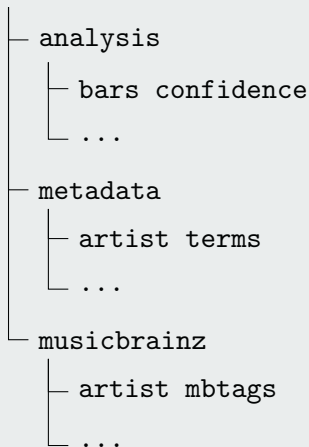 analysis
bars confidence
...
metadata
artist terms
...
musicbrainz
artist mbtags
...